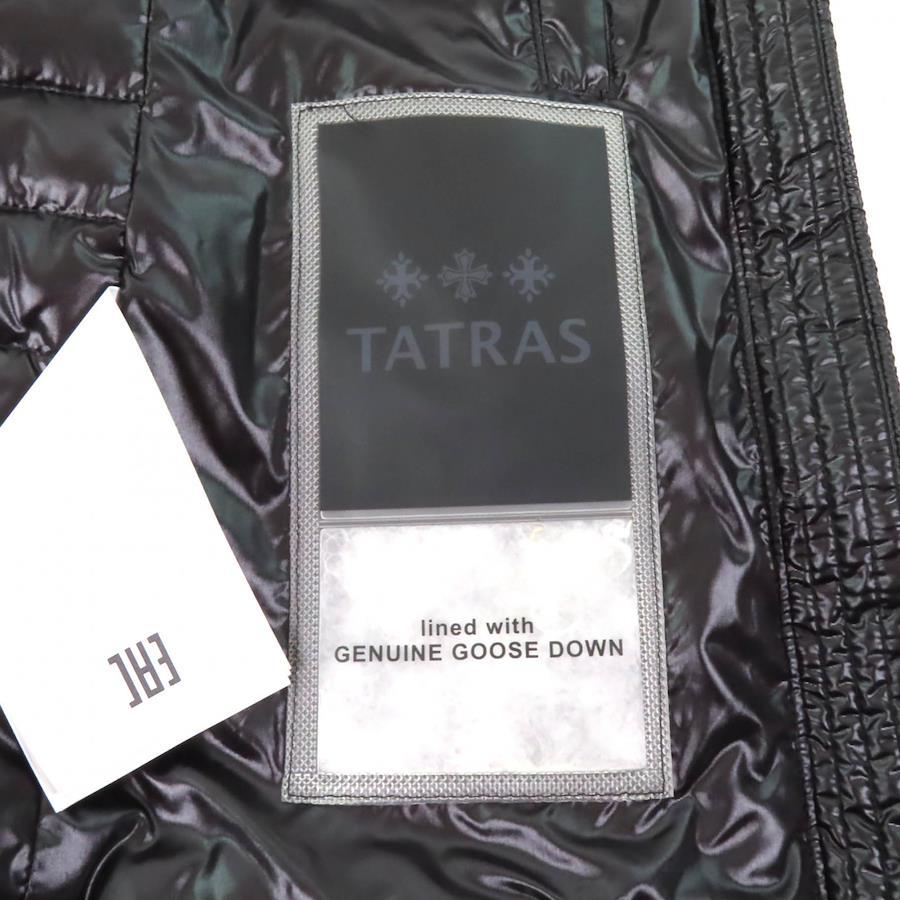 TATRAS
lined with
GENUINE GOOSE DOWN
EAC